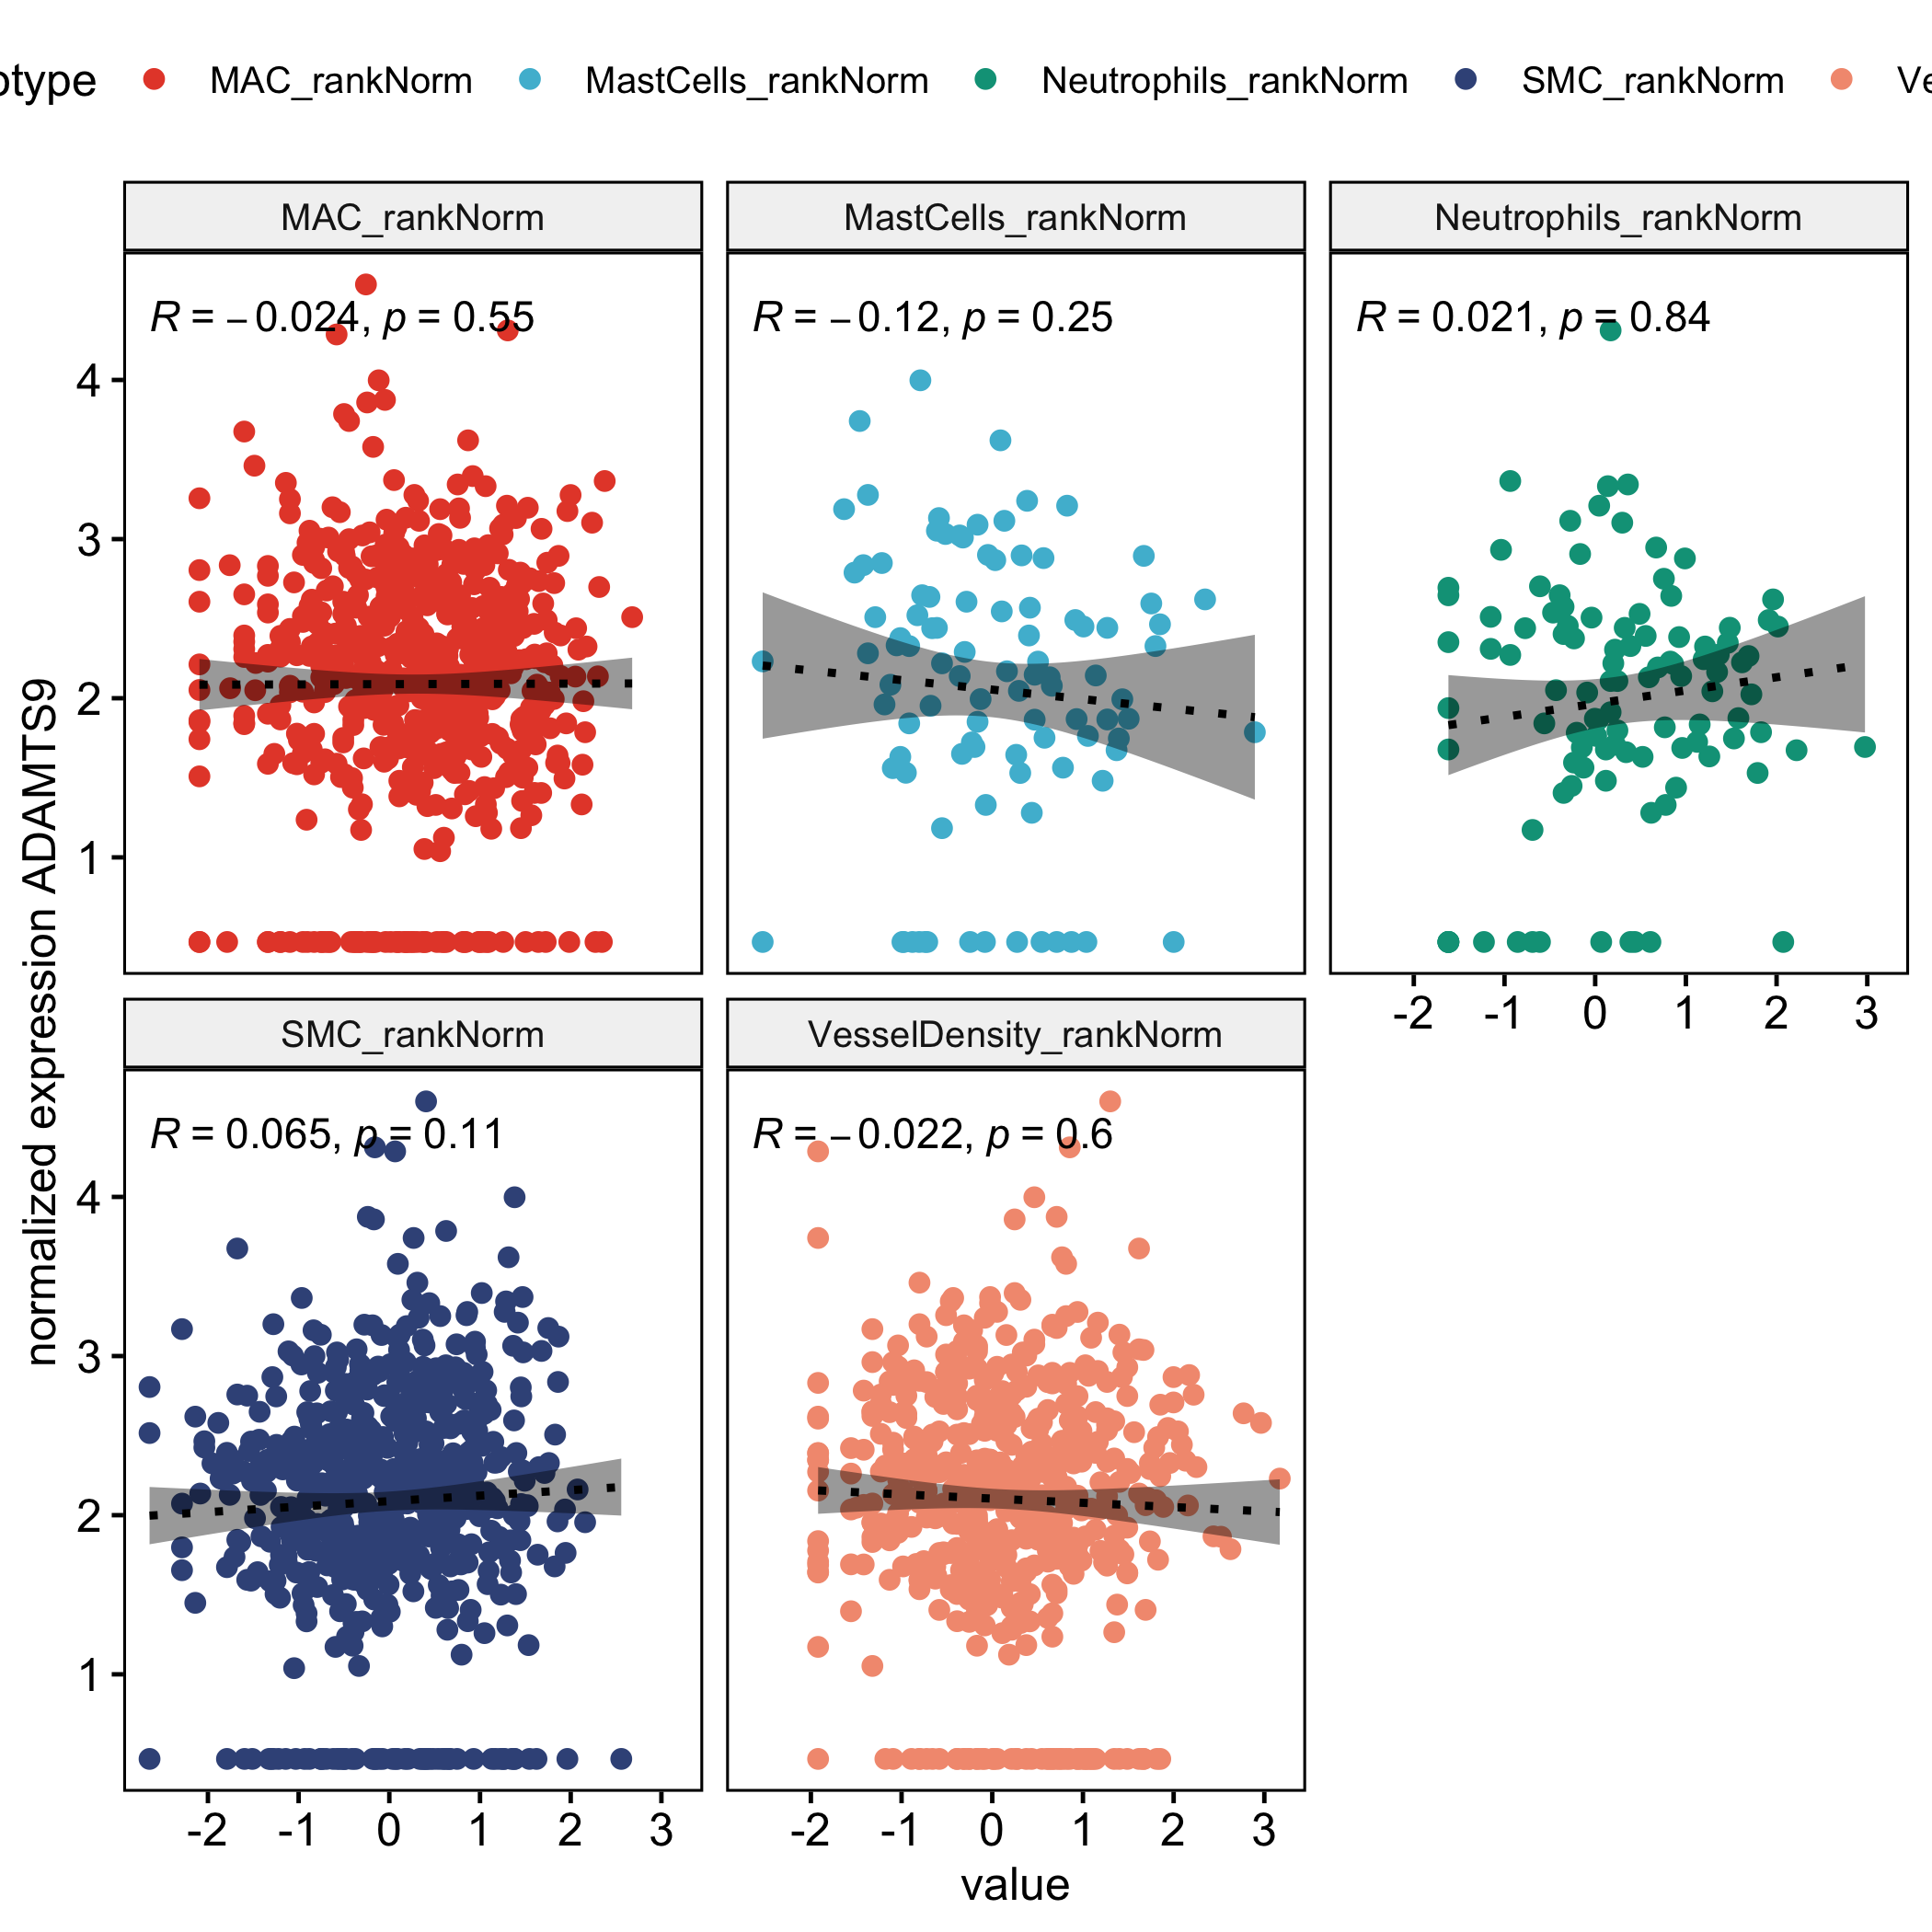 otype MAC_rankNorm MastCells_rankNorm Neutrophils_rankNorm SMC_rankNorm Ve
MAC_rankNorm MastCells_rankNorm Neutrophils_rankNorm
R = −0.024, p = 0.55 R = −0.12, p = 0.25 R = 0.021, p = 0.84
4
3
2
1
-2 -1 0 1 2 3
normalized expression ADAMTS9
SMC_rankNorm VesselDensity_rankNorm
R = 0.065, p = 0.11 R = −0.022, p = 0.6
4
3
2
1
-2 -1 0 1 2 3 -2 -1 0 1 2 3
value